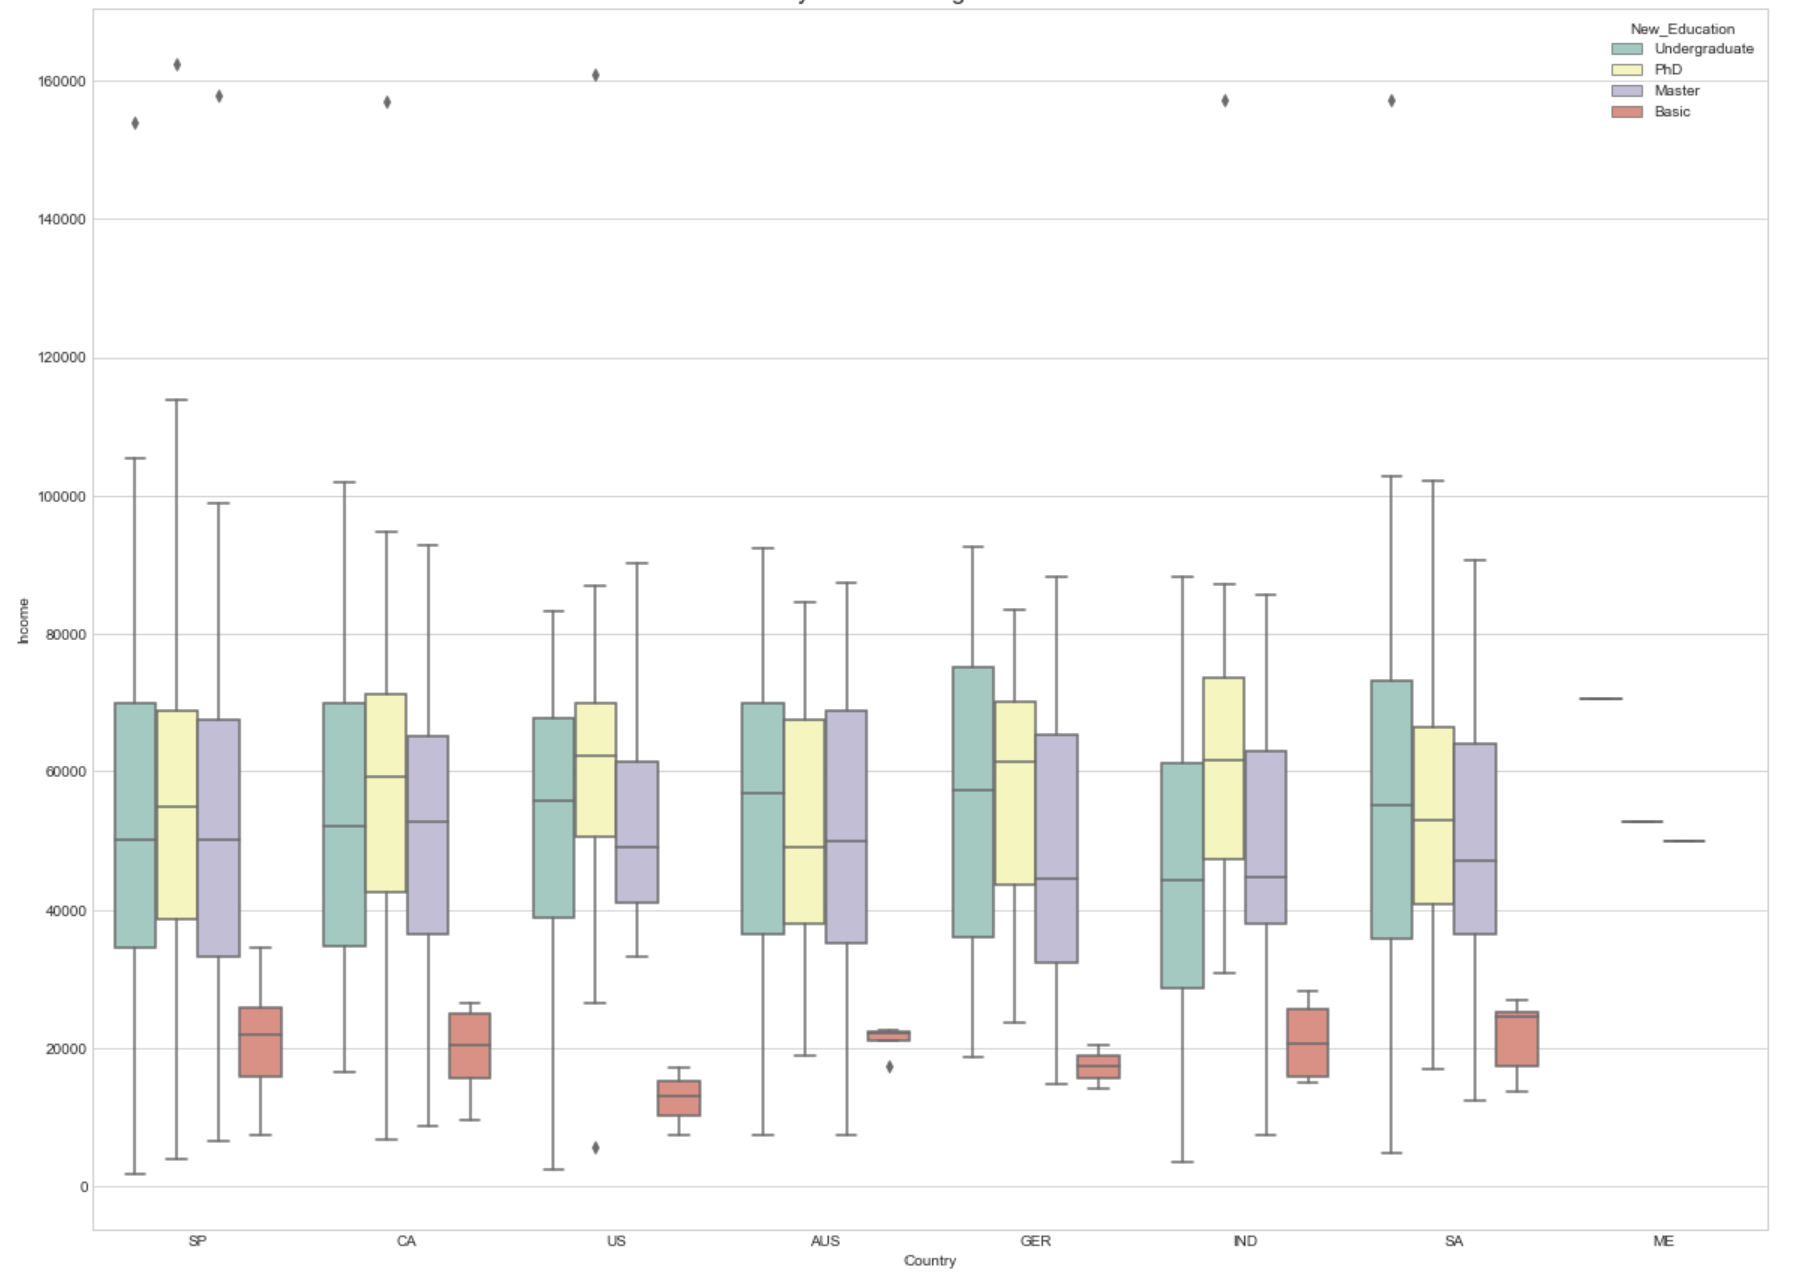 New_Education
Undergraduate
PhD
Master
Basic
160000
140000
120000
100000
80000
60000
40000
20000
0
Income
SP CA US AUS GER IND SA ME
Country